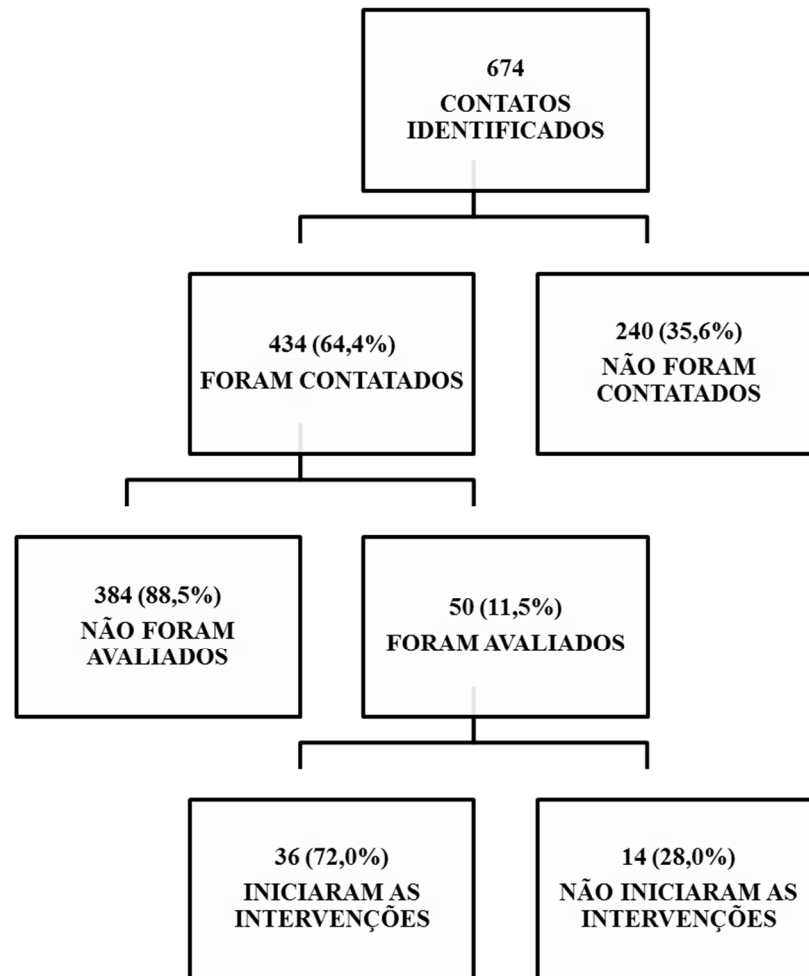 674
CONTATOS
IDENTIFICADOS
434 (64,4%)
FORAM CONTATADOS
240 (35,6%)
NÃO FORAM
CONTATADOS
384 (88,5%)
NÃO FORAM
AVALIADOS
50 (11,5%)
FORAM AVALIADOS
36 (72,0%)
INICIARAM AS
INTERVENÇÕES
14 (28,0%)
NÃO INICIARAM AS
INTERVENÇÕES